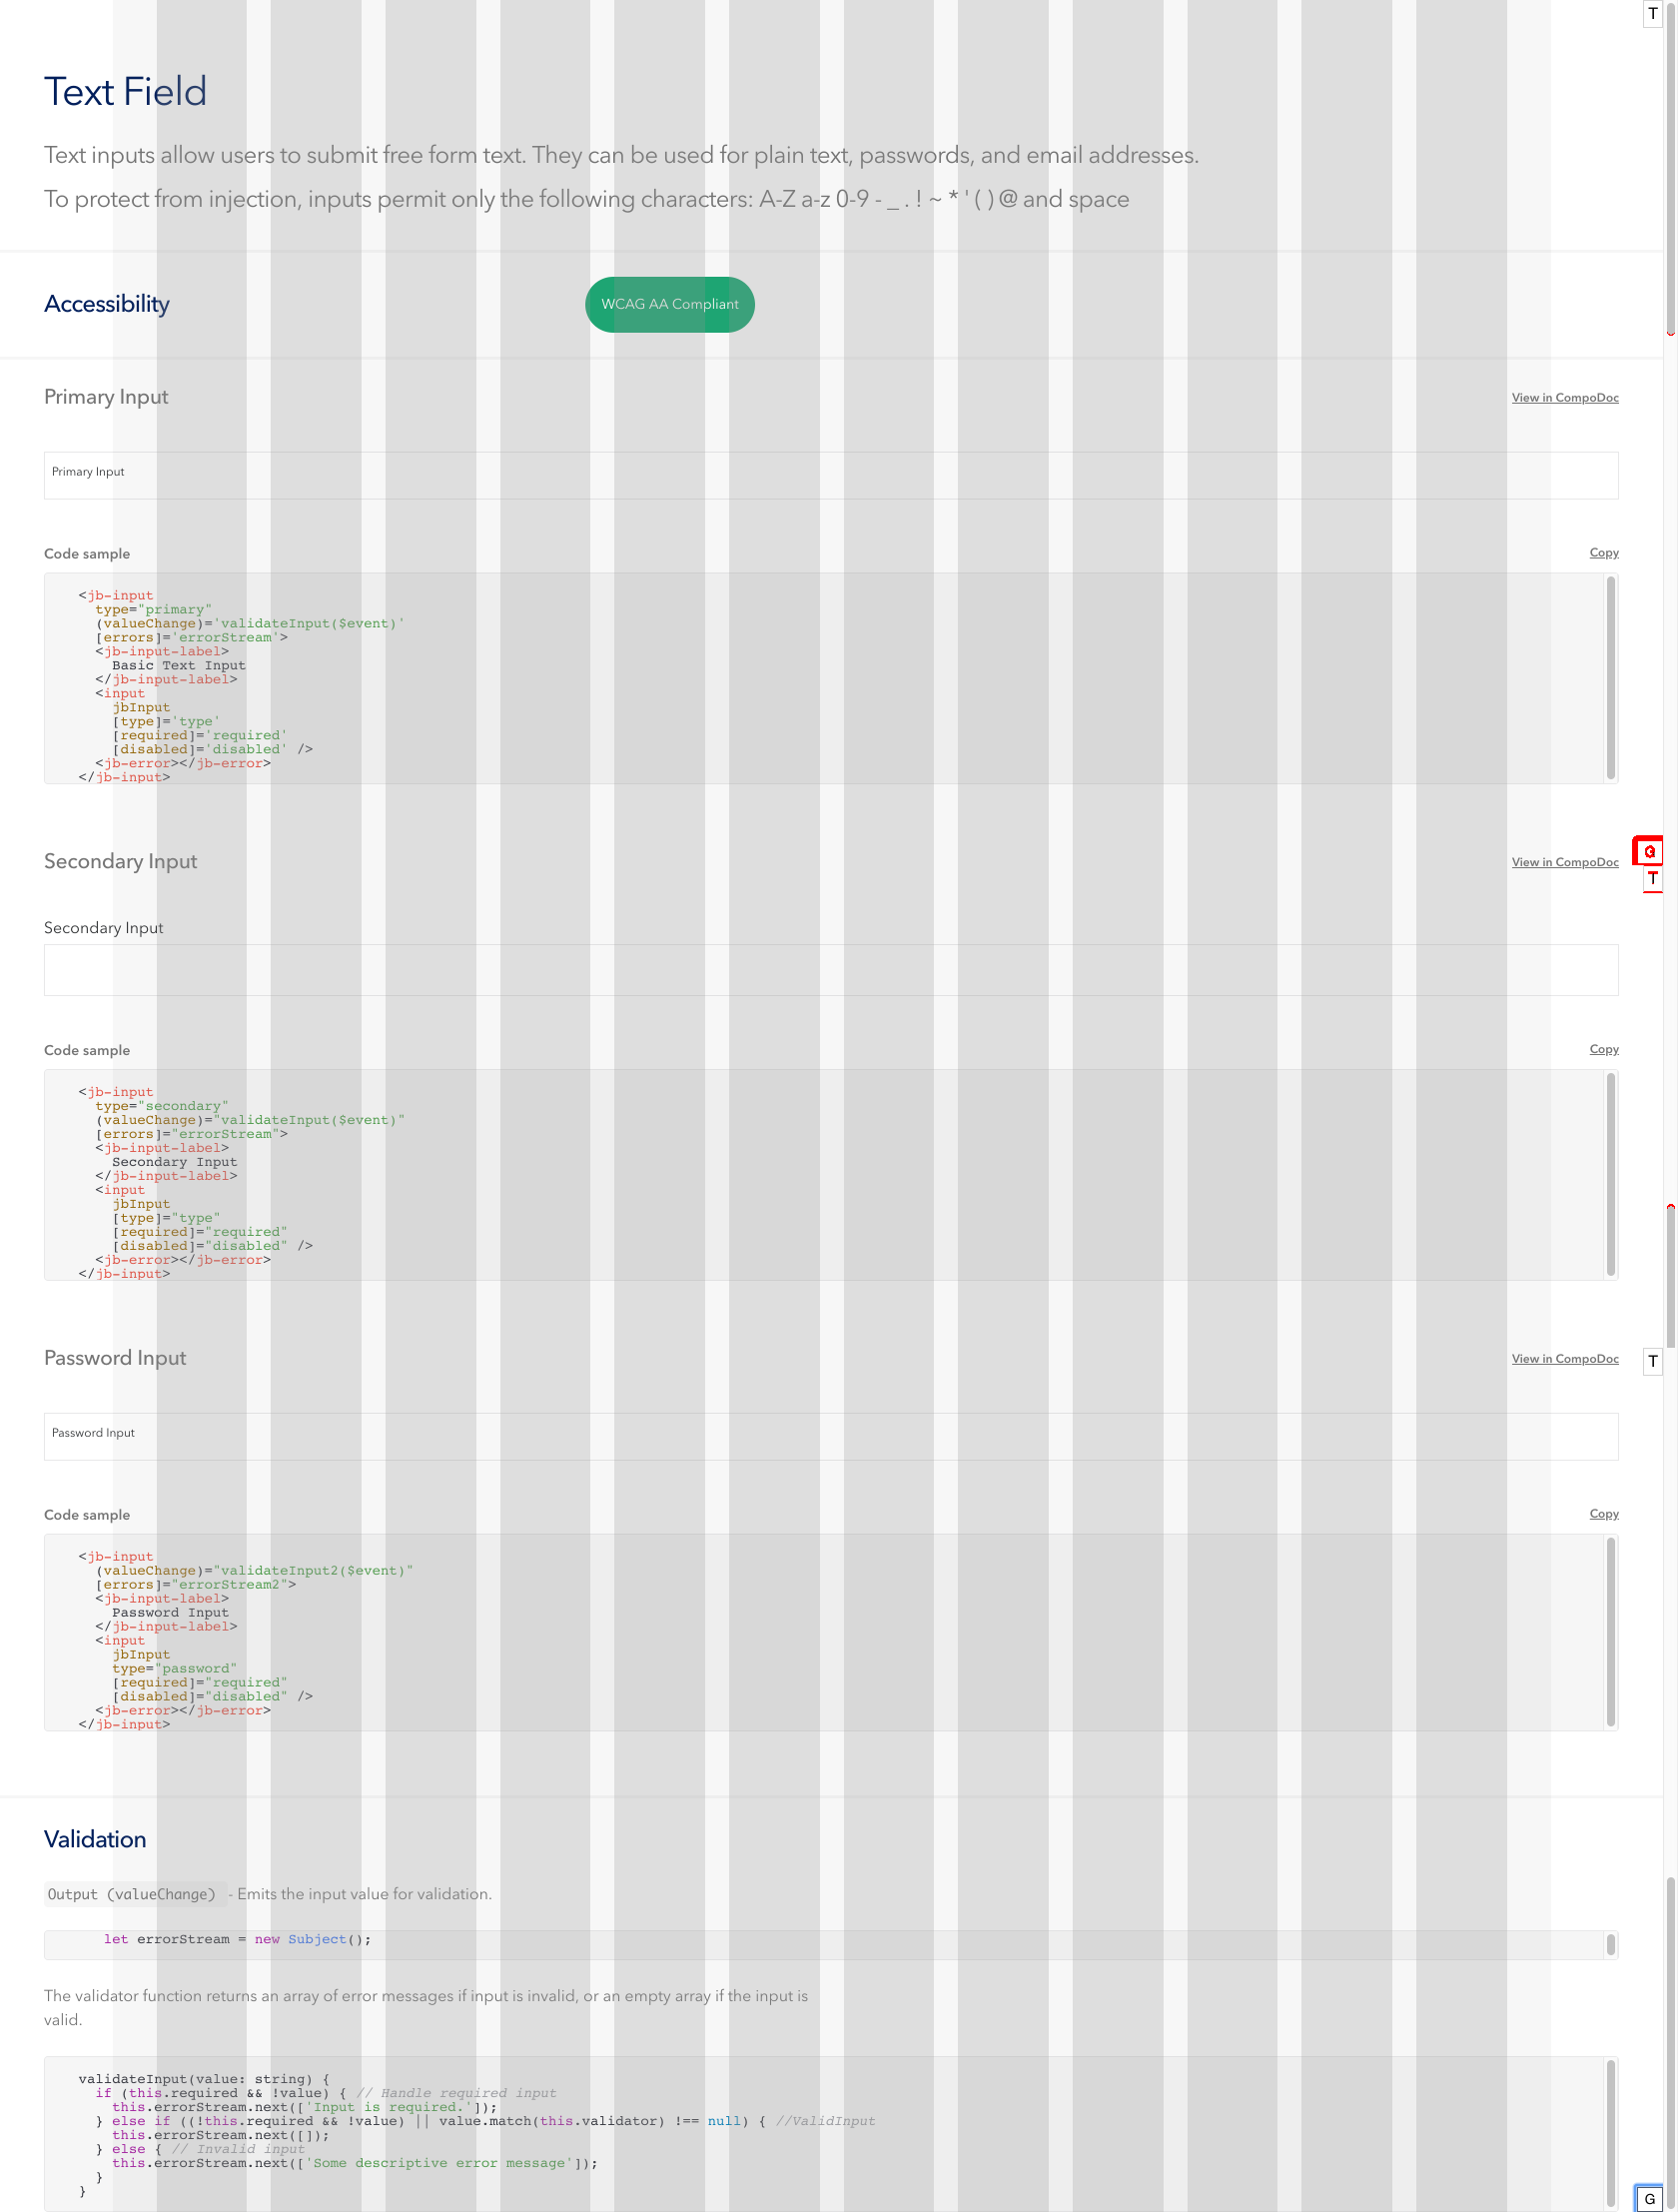 T
Text Field
Text inputs allow users to submit free form text. They can be used for plain text, passwords, and email addresses.
To protect from injection, inputs permit only the following characters: A-Z a-z 0-9 - _ . ! ~ * ' ( ) @ and space
Accessibility
WCAG AA Compliant
Primary Input
View in CompoDoc
Primary Input
Code sample
Copy
<jb-input
  type="primary"
  (valueChange)='validateInput($event)'
  [errors]='errorStream'>
  <jb-input-label>
    Basic Text Input
  </jb-input-label>
  <input
    jbInput
    [type]='type'
    [required]='required'
    [disabled]='disabled' />
  <jb-error></jb-error>
</jb-input>
Secondary Input
View in CompoDoc
G
T
Secondary Input
Code sample
Copy
<jb-input
  type="secondary"
  (valueChange)="validateInput($event)"
  [errors]="errorStream">
  <jb-input-label>
    Secondary Input
  </jb-input-label>
  <input
    jbInput
    [type]="type"
    [required]="required"
    [disabled]="disabled" />
  <jb-error></jb-error>
</jb-input>
Password Input
View in CompoDoc
T
Password Input
Code sample
Copy
<jb-input
  (valueChange)="validateInput2($event)"
  [errors]="errorStream2">
  <jb-input-label>
    Password Input
  </jb-input-label>
  <input
    jbInput
    type="password"
    [required]="required"
    [disabled]="disabled" />
  <jb-error></jb-error>
</jb-input>
Validation
Output (valueChange) - Emits the input value for validation.
let errorStream = new Subject();
The validator function returns an array of error messages if input is invalid, or an empty array if the input is
valid.
validateInput(value: string) {
  if (this.required && !value) { // Handle required input
    this.errorStream.next(['Input is required.']);
  } else if ((!this.required && !value) || value.match(this.validator) !== null) { //ValidInput
    this.errorStream.next([]);
  } else { // Invalid input
    this.errorStream.next(['Some descriptive error message']);
  }
}
G